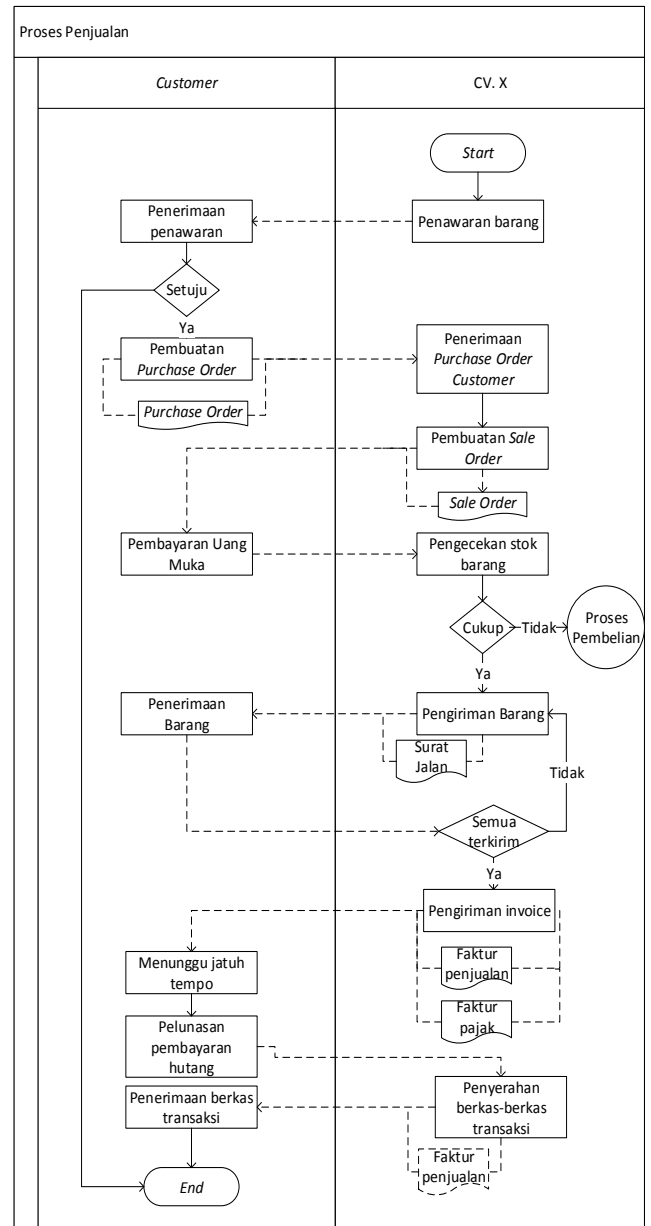 Proses Penjualan
Customer
CV. X
Start
Penerimaan
penawaran
Penawaran barang
Setuju
Ya
Pembuatan
Purchase Order
Purchase Order
Penerimaan
Purchase Order
Customer
Pembuatan Sale
Order
Sale Order
Pembayaran Uang
Muka
Pengecekan stok
barang
Cukup
Tidak
Proses
Pembelian
Ya
Penerimaan
Barang
Pengiriman Barang
Surat
Jalan
Tidak
Semua
terkirim
Ya
Pengiriman invoice
Faktur
penjualan
Faktur
pajak
Menunggu jatuh
tempo
Pelunasan
pembayaran
hutang
Penerimaan berkas
transaksi
Penyerahan
berkas-berkas
transaksi
Faktur
penjualan
End